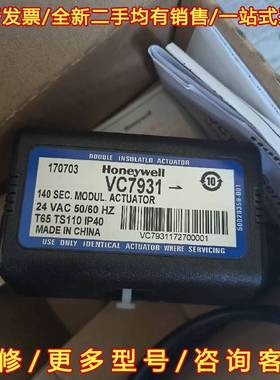 开发票/全新二手均有销售/一站式
DOUBLE INSULATED ACTUATOR
170703
Honeywell
VC7931
10
140 SEC. MODUL. ACTUATOR
24 VAC 50/60 HZ
T65 TS110 IP40
MADE IN CHINA
VC7931172700001
USE ONLY IDENTICAL ACTUATOR WHERE SERVICING
修/更多型号/咨询客